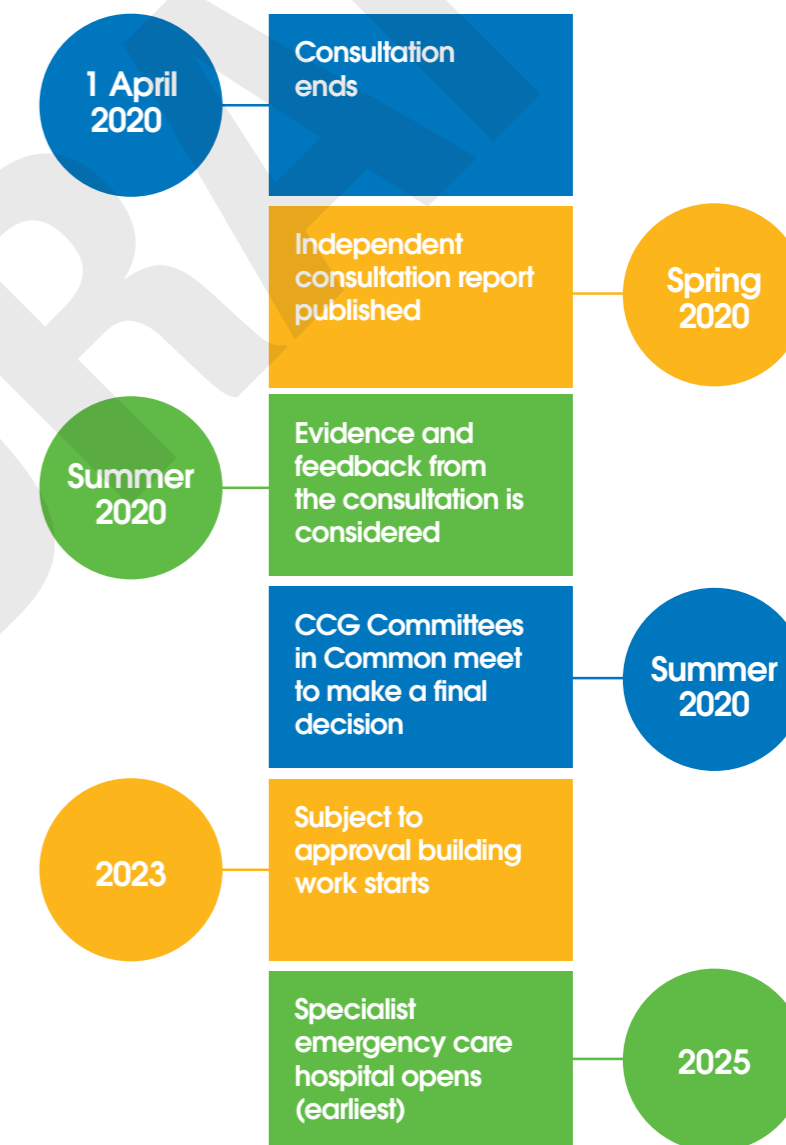 1 April
2020
Consultation
ends
Independent
consultation report
published
Spring
2020
Summer
2020
Evidence and
feedback from
the consultation is
considered
CCG Committees
in Common meet
to make a final
decision
Summer
2020
2023
Subject to
approval building
work starts
Specialist
emergency care
hospital opens
(earliest)
2025